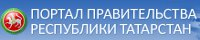 ПОРТАЛ ПРАВИТЕЛЬСТВА
РЕСПУБЛИКИ ТАТАРСТАН